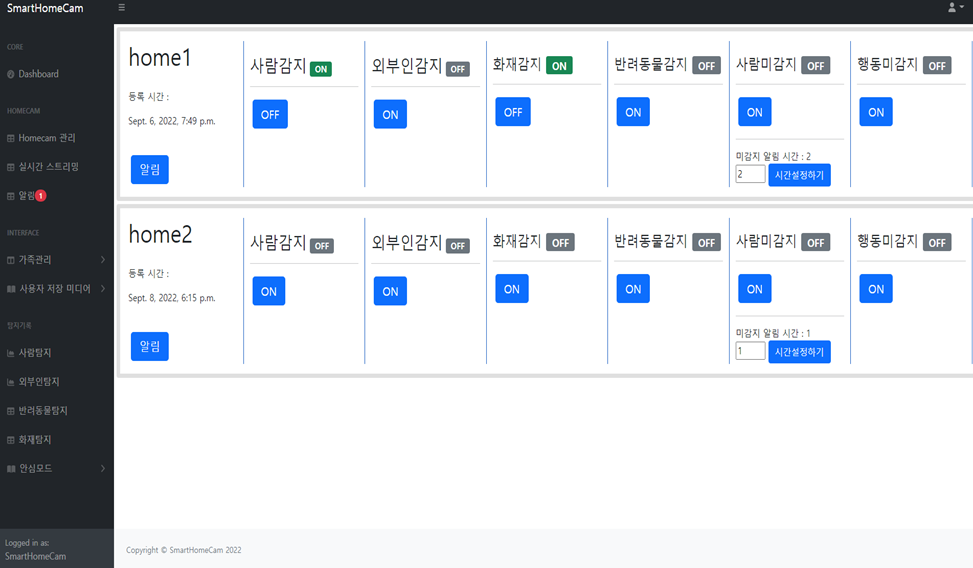 SmartHomeCam
CORE
Dashboard
HOMECAM
Homecam 관리
실시간 스트리밍
알림 1
INTERFACE
가족관리
사용자 저장 미디어
탐지기록
사람탐지
외부인탐지
반려동물탐지
화재탐지
안심모드
Logged in as:
SmartHomeCam
home1
등록 시간 :
Sept. 6, 2022, 7:49 p.m.
알림
사람감지 ON
OFF
외부인감지 OFF
ON
화재감지 ON
OFF
반려동물감지 OFF
ON
사람미감지 OFF
ON
미감지 알림 시간 : 2
2 시간설정하기
행동미감지 OFF
ON
home2
등록 시간 :
Sept. 8, 2022, 6:15 p.m.
알림
사람감지 OFF
ON
외부인감지 OFF
ON
화재감지 OFF
ON
반려동물감지 OFF
ON
사람미감지 OFF
ON
미감지 알림 시간 : 1
1 시간설정하기
행동미감지 OFF
ON
Copyright © SmartHomeCam 2022